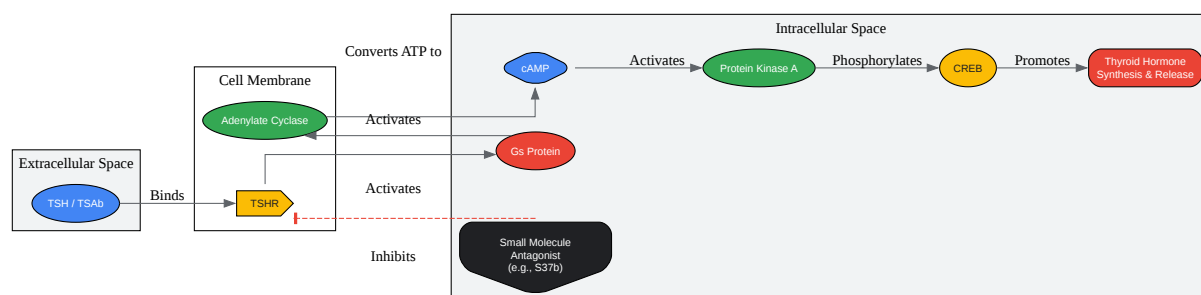 Intracellular Space
Converts ATP to
cAMP
Activates
Protein Kinase A
Phosphorylates
CREB
Promotes
Thyroid Hormone
Synthesis & Release
Cell Membrane
Adenylate Cyclase
Activates
Gs Protein
Extracellular Space
TSH / TSAb
Binds
TSHR
Activates
Small Molecule
Antagonist
(e.g., S37b)
Inhibits